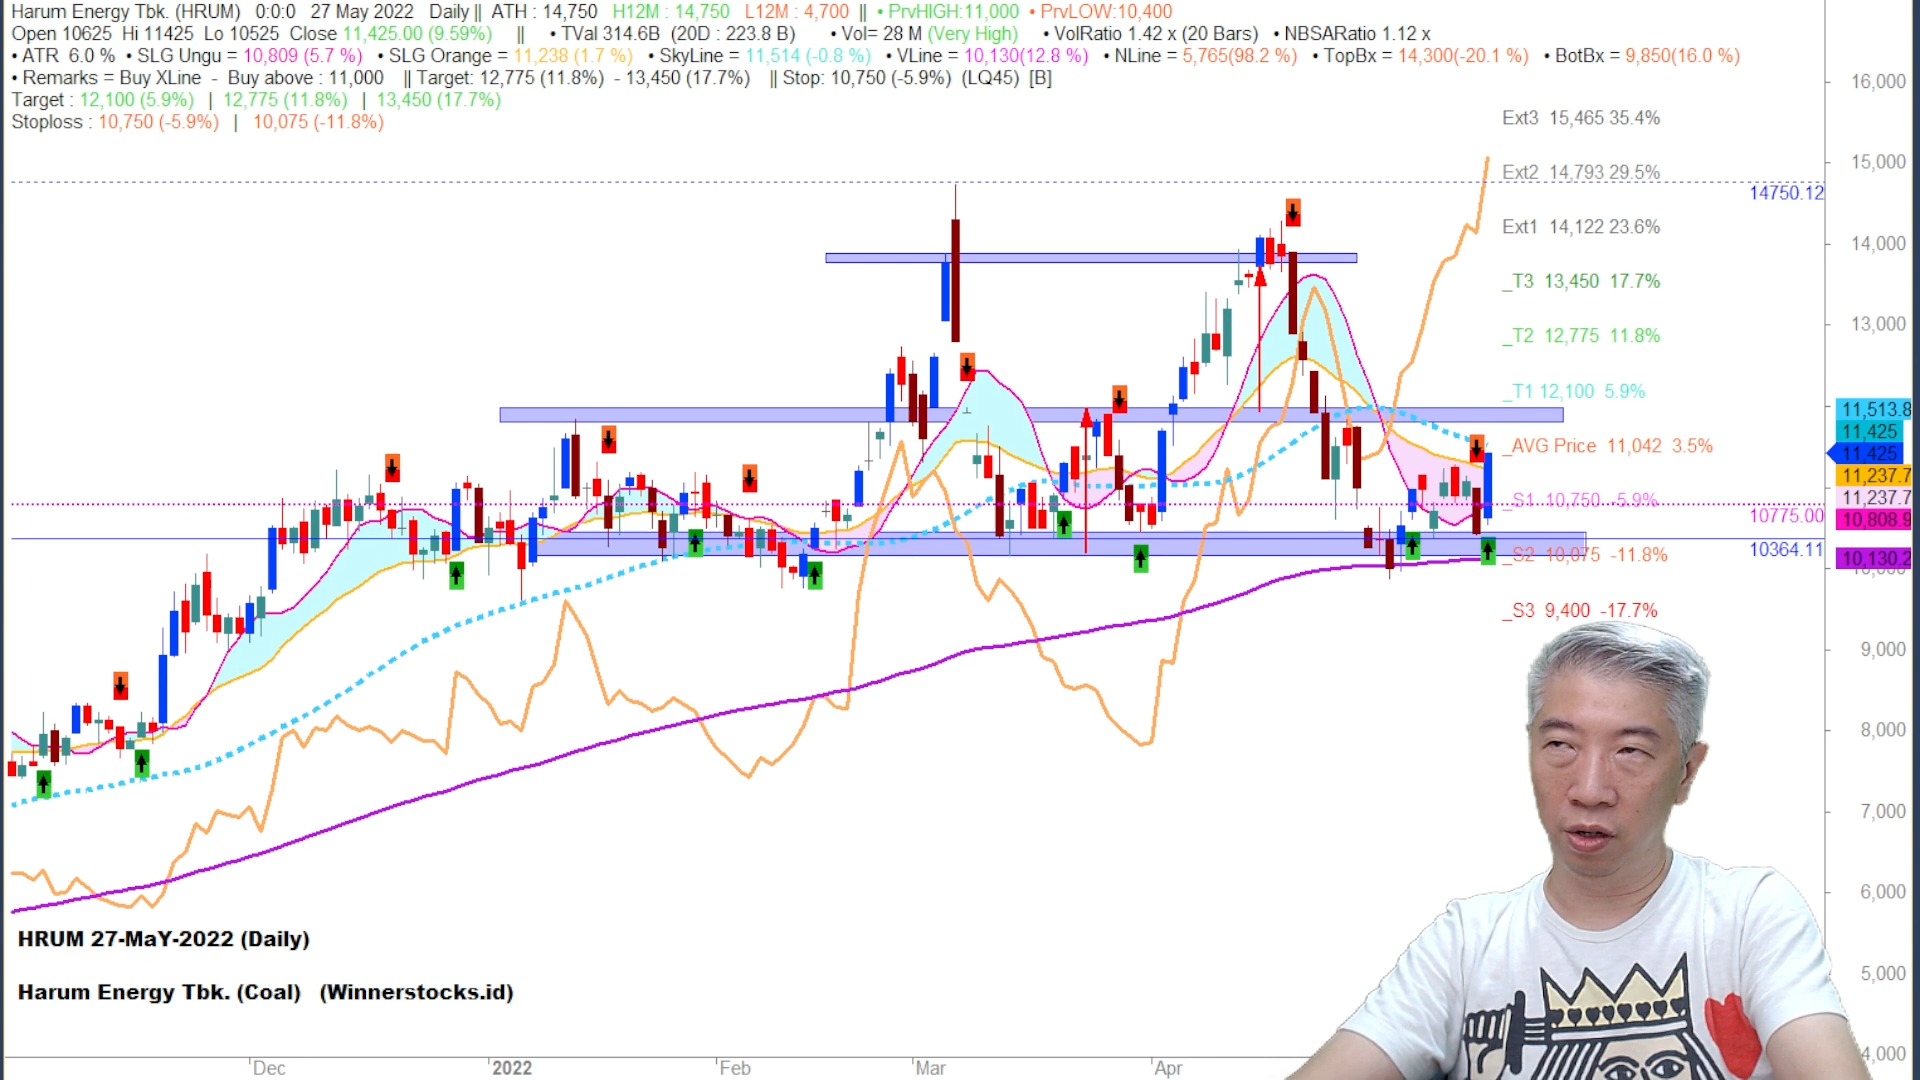 Harum Energy Tbk. (HRUM) 0:0:0 27 May 2022 Daily || ATH : 14,750 H12M : 14,750 L12M : 4,700 || • PrvHIGH:11,000 • PrvLOW:10,400
Open 10625 Hi 11425 Lo 10525 Close 11,425.00 (9.59%) || • TVal 314.6B (20D : 223.8 B) • Vol= 28 M (Very High) • VolRatio 1.42 x (20 Bars) • NBSARatio 1.12 x
• ATR 6.0 % • SLG Ungu = 10,809 (5.7 %) • SLG Orange = 11,238 (1.7 %) • SkyLine = 11,514 (-0.8 %) • VLine = 10,130(12.8 %) • NLine = 5,765(98.2 %) • TopBx = 14,300(-20.1 %) • BotBx = 9,850(16.0 %)
• Remarks = Buy XLine - Buy above : 11,000 || Target: 12,775 (11.8%) - 13,450 (17.7%) || Stop: 10,750 (-5.9%) (LQ45) [B]
Target : 12,100 (5.9%) | 12,775 (11.8%) | 13,450 (17.7%)
Stoploss : 10,750 (-5.9%) | 10,075 (-11.8%)
16,000
Ext3 15,465 35.4%
15,000
Ext2 14,793 29.5%
14750.12
Ext1 14,122 23.6%
14,000
_T3 13,450 17.7%
13,000
_T2 12,775 11.8%
_T1 12,100 5.9%
11,513.8
11,425
_AVG Price 11,042 3.5%
11,425
11,237.7
11,237.7
_S1 10,750 -5.9%
10775.00
10,808.9
10364.11
_S2 10,075 -11.8%
10,130.2
_S3 9,400 -17.7%
9,000
8,000
7,000
6,000
HRUM 27-MaY-2022 (Daily)
5,000
Harum Energy Tbk. (Coal) (Winnerstocks.id)
4,000
Dec 2022 Feb Mar Apr